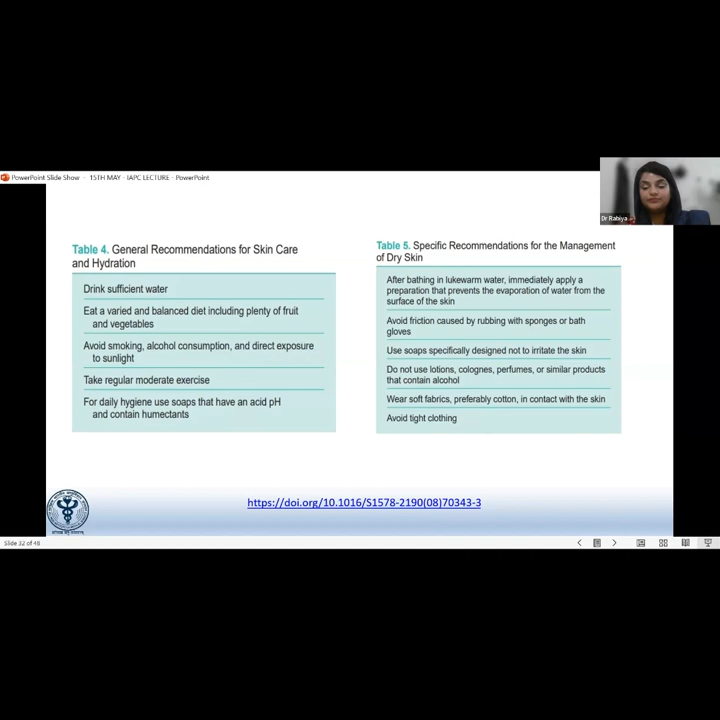 PowerPoint Slide Show - 15TH MAY - IAPC LECTURE - PowerPoint
Dr Rabiya
Table 4. General Recommendations for Skin Care
and Hydration
Drink sufficient water
Eat a varied and balanced diet including plenty of fruit
and vegetables
Avoid smoking, alcohol consumption, and direct exposure
to sunlight
Take regular moderate exercise
For daily hygiene use soaps that have an acid pH
and contain humectants
Table 5. Specific Recommendations for the Management
of Dry Skin
After bathing in lukewarm water, immediately apply a
preparation that prevents the evaporation of water from the
surface of the skin
Avoid friction caused by rubbing with sponges or bath
gloves
Use soaps specifically designed not to irritate the skin
Do not use lotions, colognes, perfumes, or similar products
that contain alcohol
Wear soft fabrics, preferably cotton, in contact with the skin
Avoid tight clothing
https://doi.org/10.1016/S1578-2190(08)70343-3
Slide 32 of 48